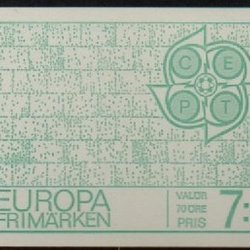 C E
P T
EUROPA
FRIMÄRKEN
VALÖR
70 ÖRE
PRIS 7:-